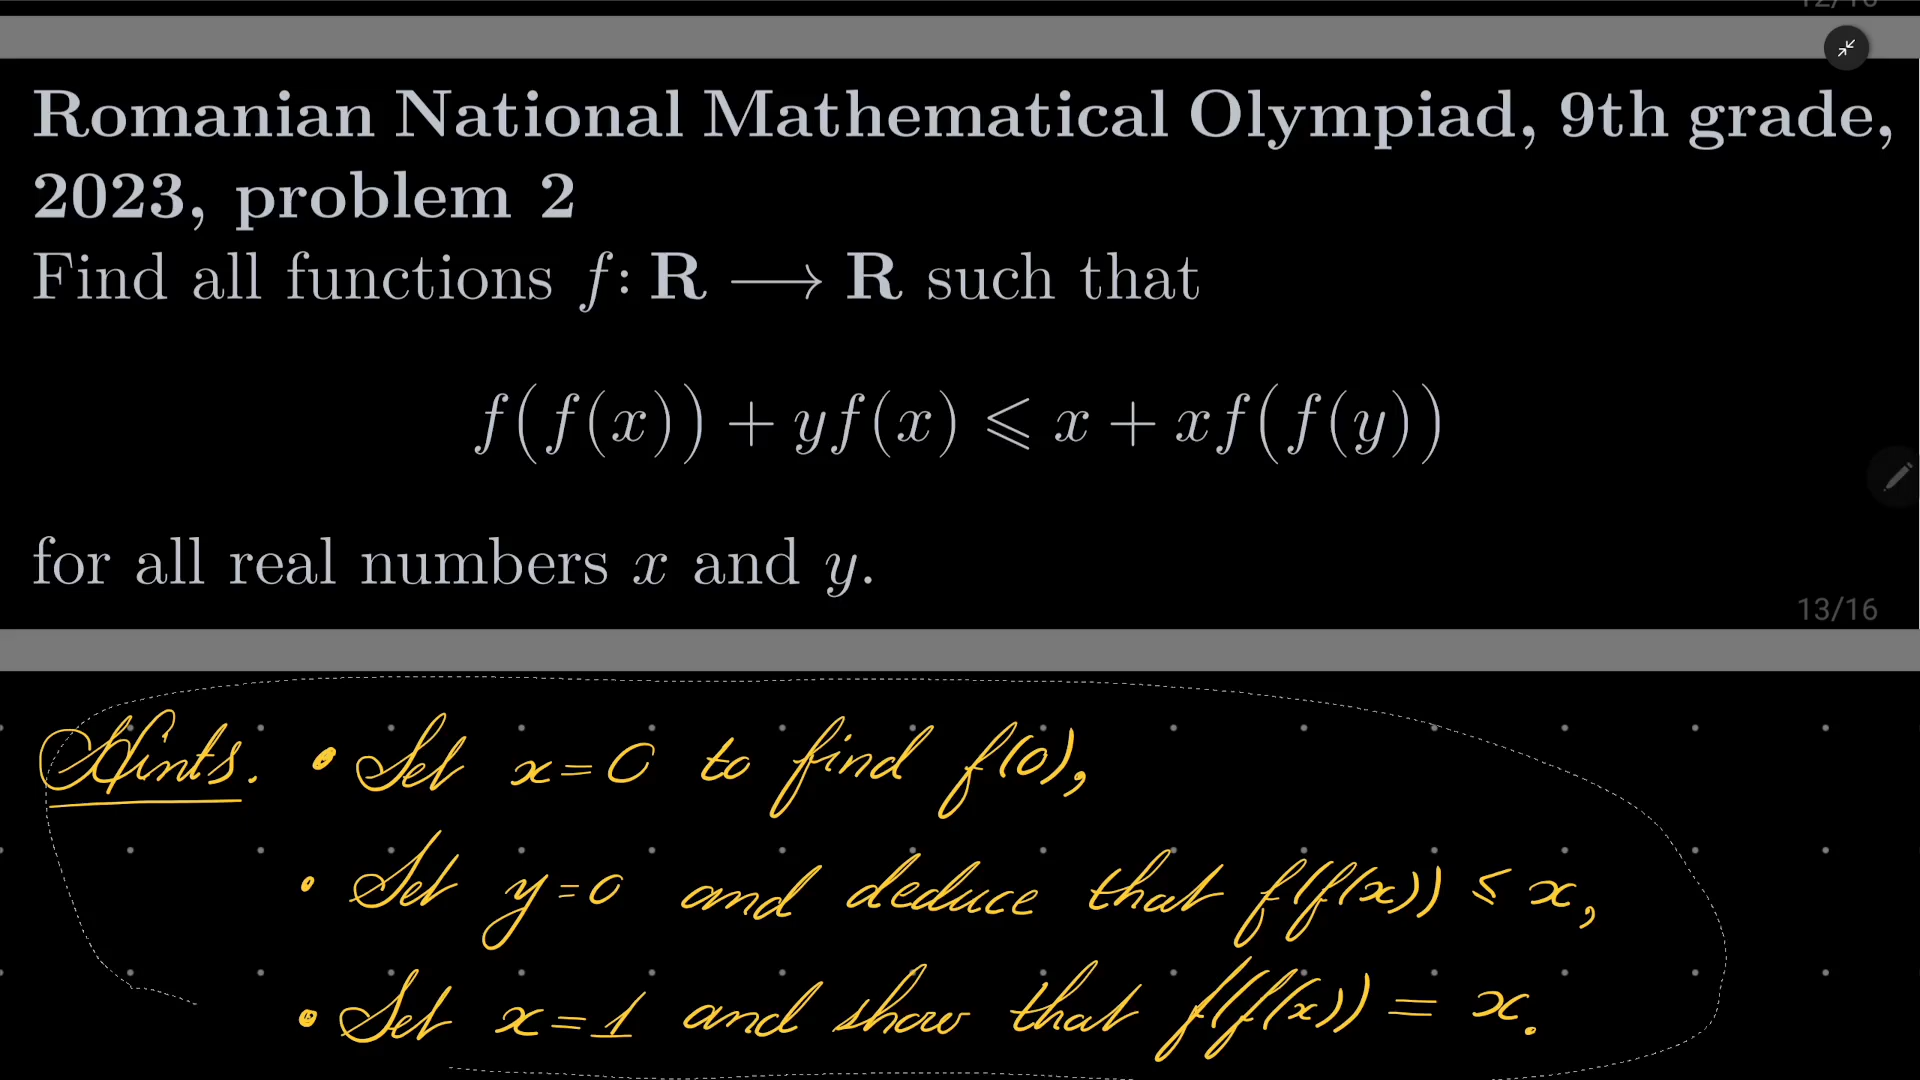 Romanian National Mathematical Olympiad, 9th grade,
2023, problem 2
Find all functions f: R ⟶ R such that
f(f(x)) + yf(x) ⩽ x + xf(f(y))
for all real numbers x and y.
13/16
Hints. • Set x=0 to find f(0),
• Set y=0 and deduce that f(f(x)) ≤ x,
• Set x=1 and show that f(f(x)) = x.